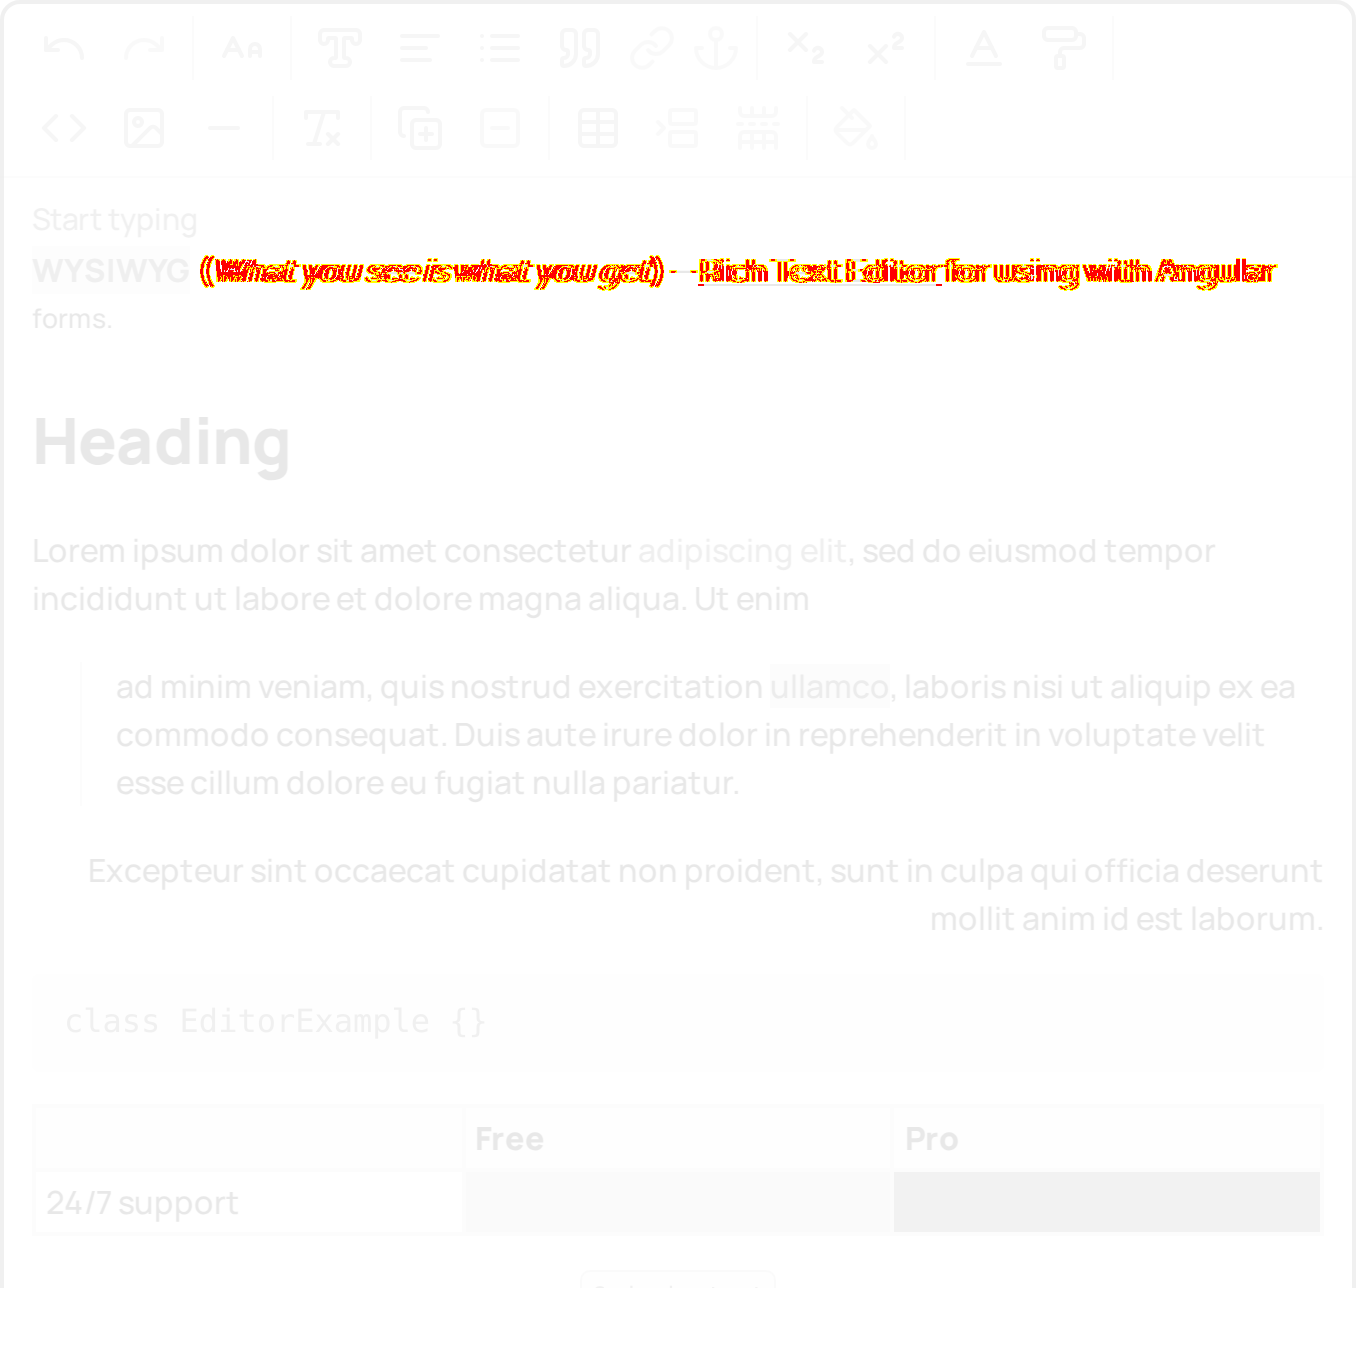 Start typing
WYSIWYG (What you see is what you get) - Rich Text Editor for using with Angular
forms.
Heading
Lorem ipsum dolor sit amet consectetur adipiscing elit, sed do eiusmod tempor
incididunt ut labore et dolore magna aliqua. Ut enim
ad minim veniam, quis nostrud exercitation ullamco, laboris nisi ut aliquip ex ea
commodo consequat. Duis aute irure dolor in reprehenderit in voluptate velit
esse cillum dolore eu fugiat nulla pariatur.
Excepteur sint occaecat cupidatat non proident, sunt in culpa qui officia deserunt
mollit anim id est laborum.
class EditorExample {}
Free Pro
24/7 support